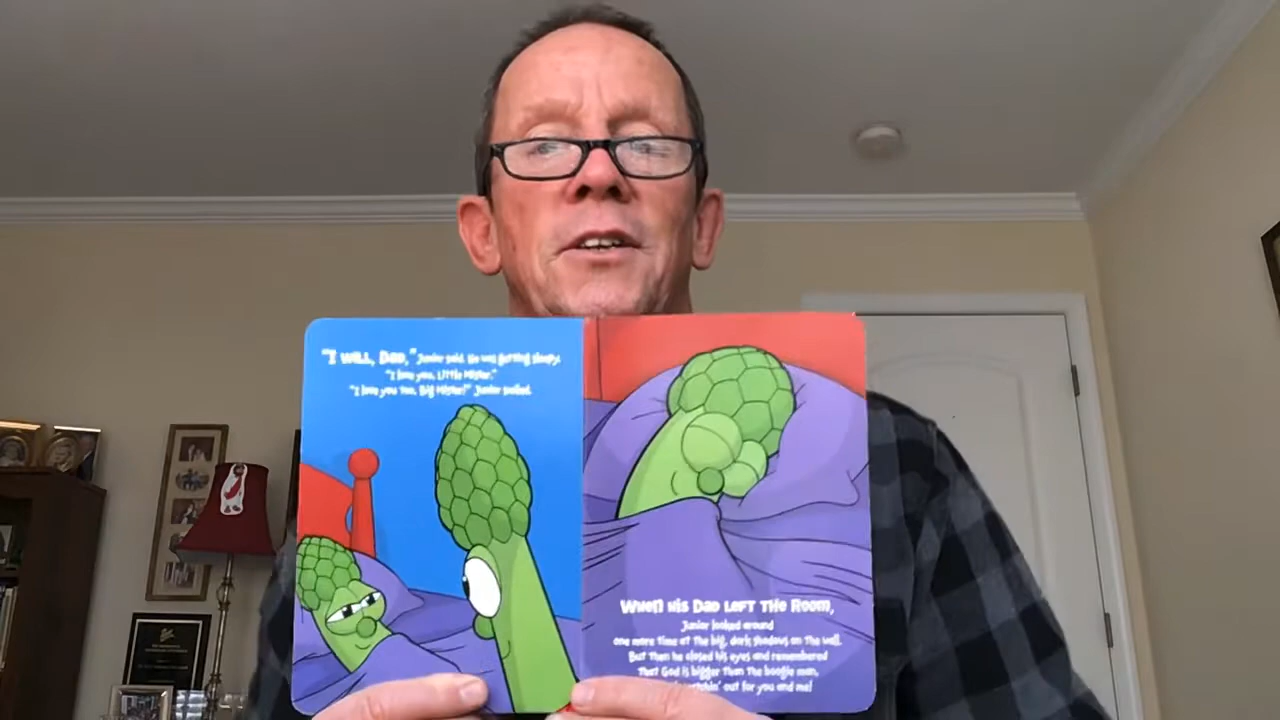 "I will, Dad," Junior said. He was getting sleepy.
"I love you, Little Mister."
"I love you too, Big Mister!" Junior smiled.
When his Dad left the room,
Junior looked around
one more time at the big, dark shadows on the wall.
But then he closed his eyes and remembered
That God is bigger than the boogie man,
out for you and me!